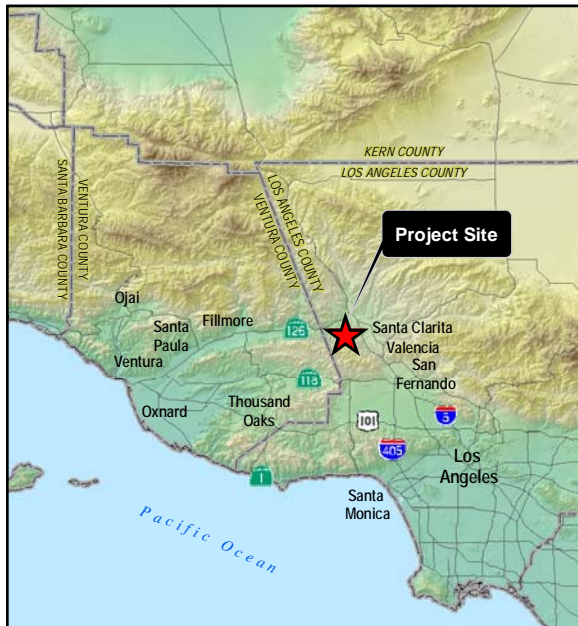 KERN COUNTY
LOS ANGELES COUNTY
SANTA BARBARA COUNTY
VENTURA COUNTY
LOS ANGELES COUNTY
VENTURA COUNTY
Project Site
Ojai
Santa
Paula
Fillmore
126
Santa Clarita
Valencia
San
Fernando
Ventura
118
Oxnard
Thousand
Oaks
101
5
405
Los
Angeles
1
Santa
Monica
Pacific Ocean